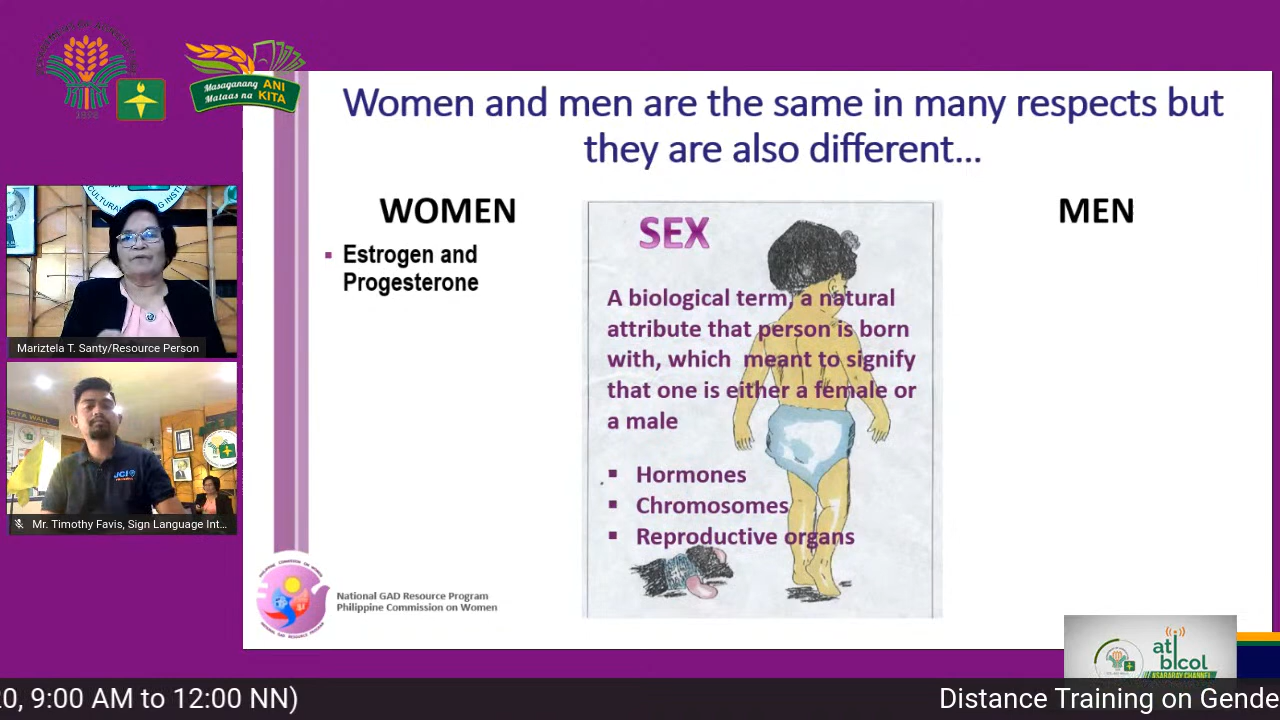 Masaganang ANI
Mataas na KITA
Women and men are the same in many respects but
they are also different...
WOMEN
▪ Estrogen and
Progesterone
SEX
A biological term, a natural
attribute that person is born
with, which meant to signify
that one is either a female or
a male
▪ Hormones
▪ Chromosomes
▪ Reproductive organs
MEN
Mariztela T. Santy/Resource Person
Mr. Timothy Favis, Sign Language Int...
National GAD Resource Program
Philippine Commission on Women
ati
bicol
20, 9:00 AM to 12:00 NN)
Distance Training on Gende